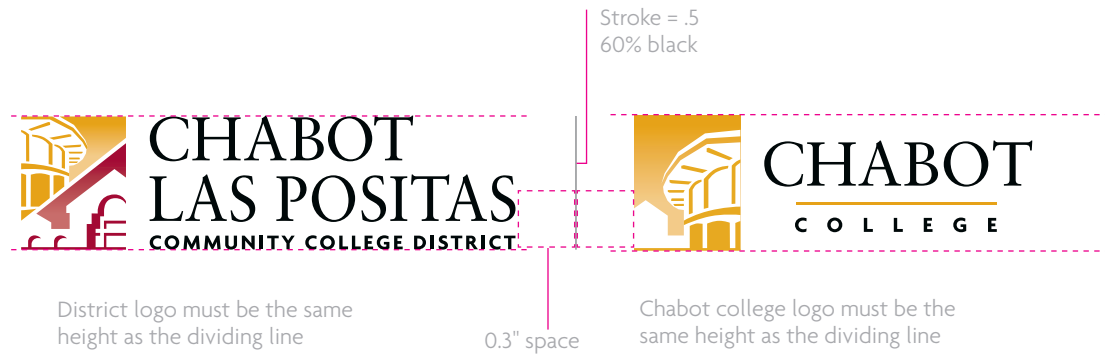 Stroke = .5
60% black
CHABOT
LAS POSITAS
COMMUNITY COLLEGE DISTRICT
CHABOT
COLLEGE
District logo must be the same
height as the dividing line
0.3" space
Chabot college logo must be the
same height as the dividing line